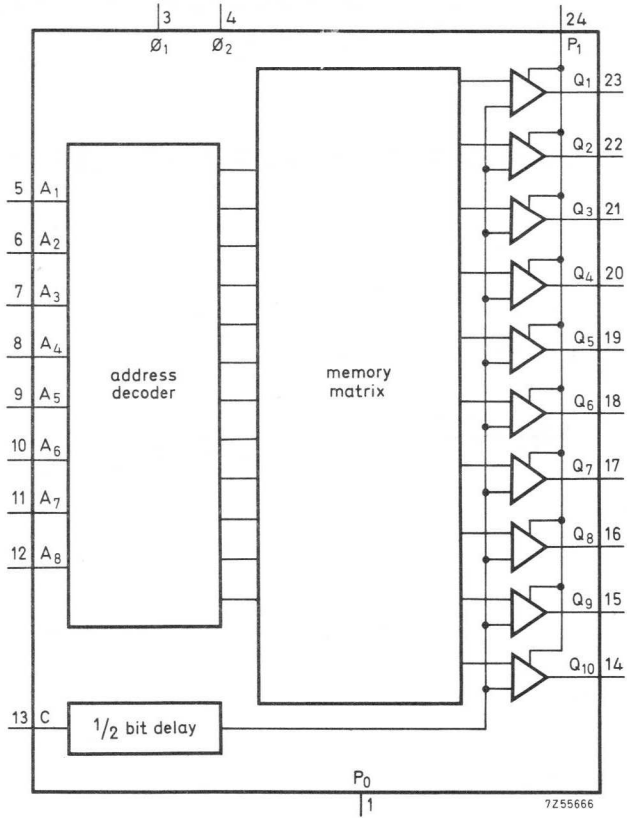 3 4 24
Ø1 Ø2 P1
Q1 23
Q2 22
5 A1
Q3 21
6 A2
7 A3
Q4 20
8 A4
Q5 19
address
decoder
memory
matrix
9 A5
Q6 18
10 A6
Q7 17
11 A7
Q8 16
12 A8
Q9 15
Q10 14
13 C
1/2 bit delay
P0
1
7Z55666